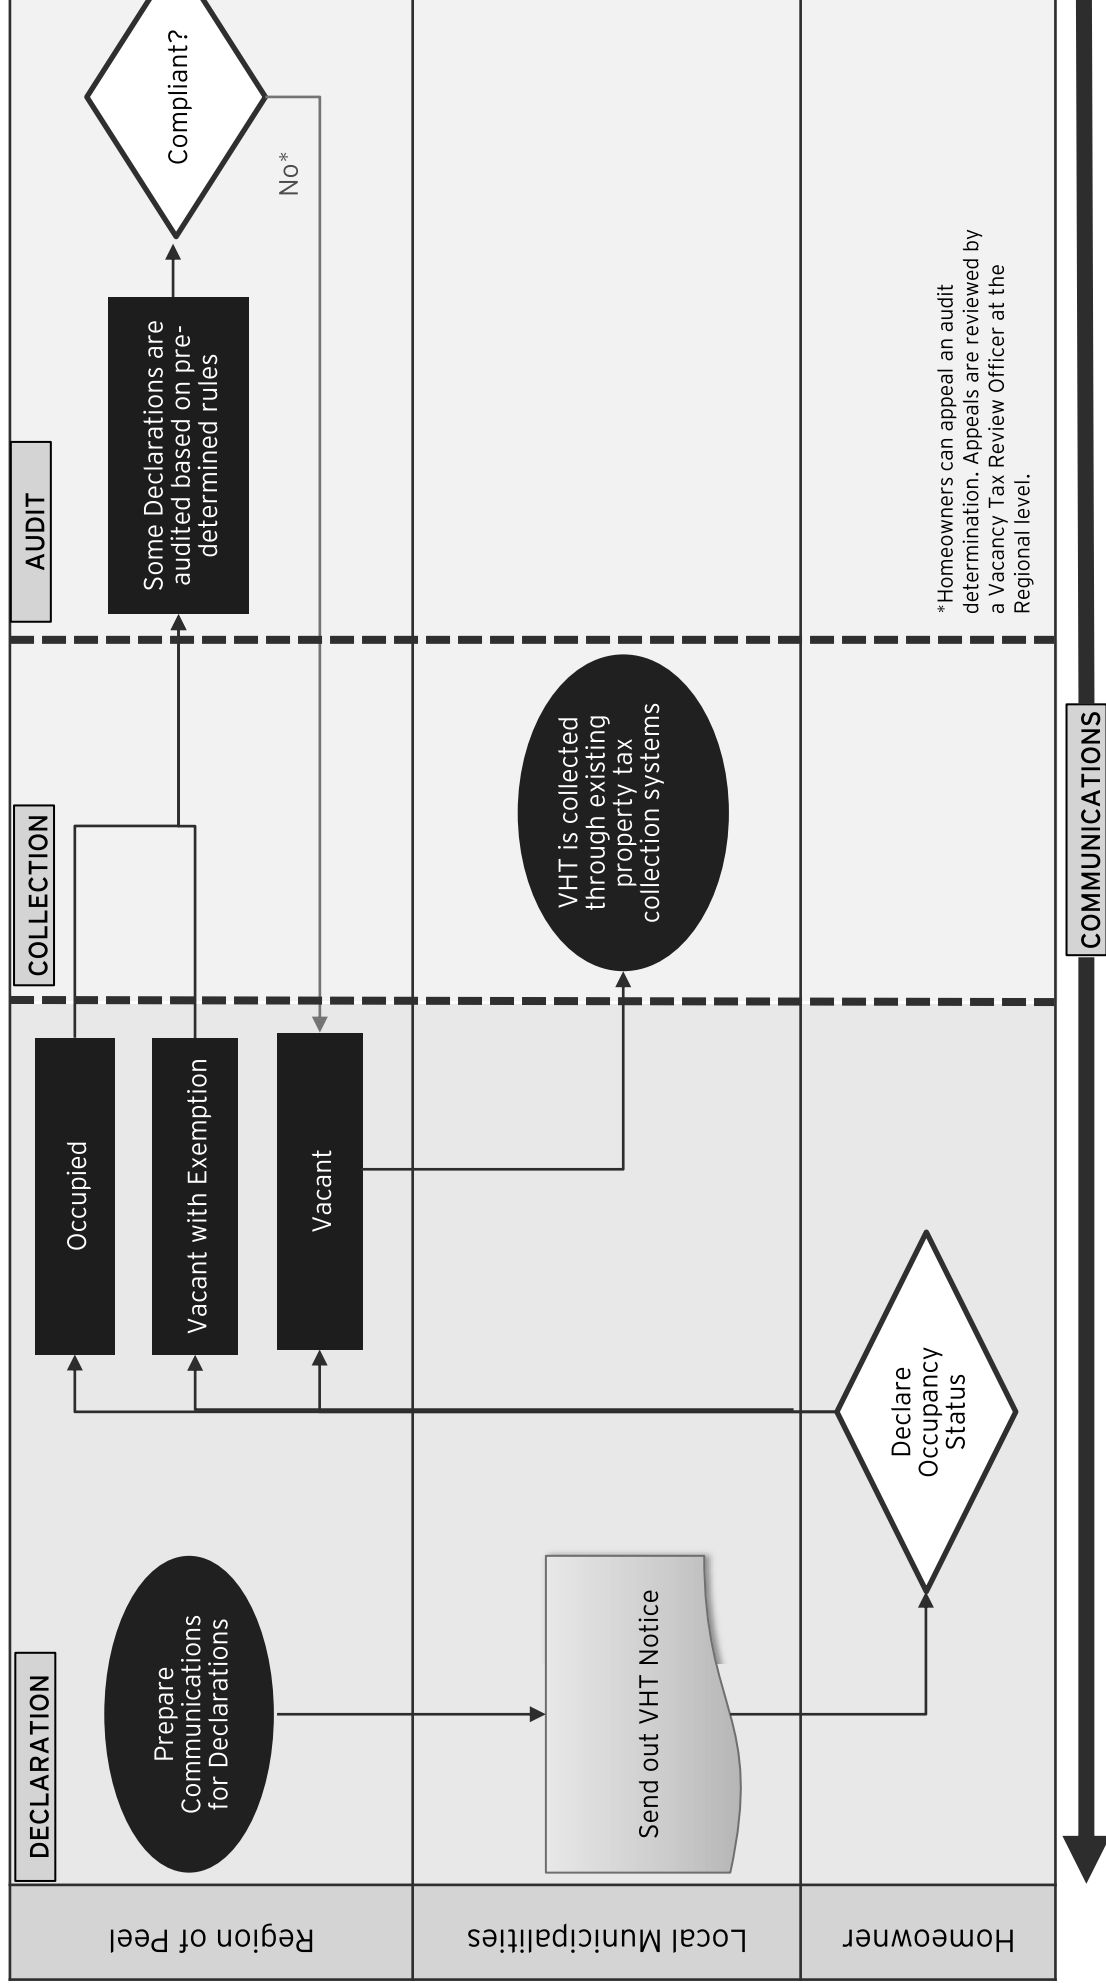 Region of Peel
Local Municipalities
Homeowner
DECLARATION
Prepare
Communications
for Declarations
Send out VHT Notice
Declare
Occupancy
Status
Occupied
Vacant with Exemption
Vacant
COLLECTION
VHT is collected
through existing
property tax
collection systems
AUDIT
Some Declarations are
audited based on pre-
determined rules
Compliant?
No*
*Homeowners can appeal an audit
determination. Appeals are reviewed by
a Vacancy Tax Review Officer at the
Regional level.
COMMUNICATIONS